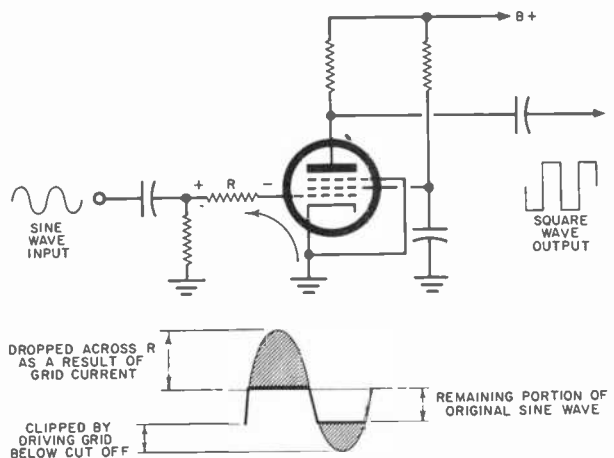 B+
+ R -
-
SINE
WAVE
INPUT
SQUARE
WAVE
OUTPUT
DROPPED ACROSS R
AS A RESULT OF
GRID CURRENT
REMAINING PORTION OF
ORIGINAL SINE WAVE
CLIPPED BY
DRIVING GRID
BELOW CUT OFF